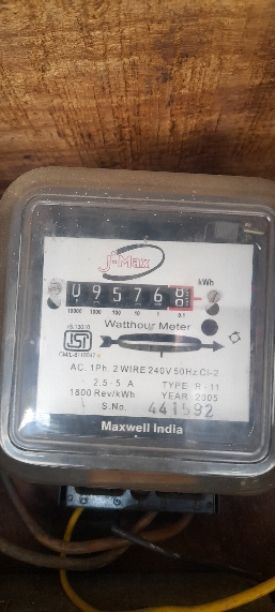 J-Max
kWh
0 9 5 7 6 8
10000 1000 100 10 1 0.1
Watthour Meter
IS:13010
ISI
AC. 1Ph. 2 WIRE 240V 50Hz Cl-2
2.5-5 A TYPE R-11
1800 Rev/kWh YEAR 2005
S.No. 441592
Maxwell India